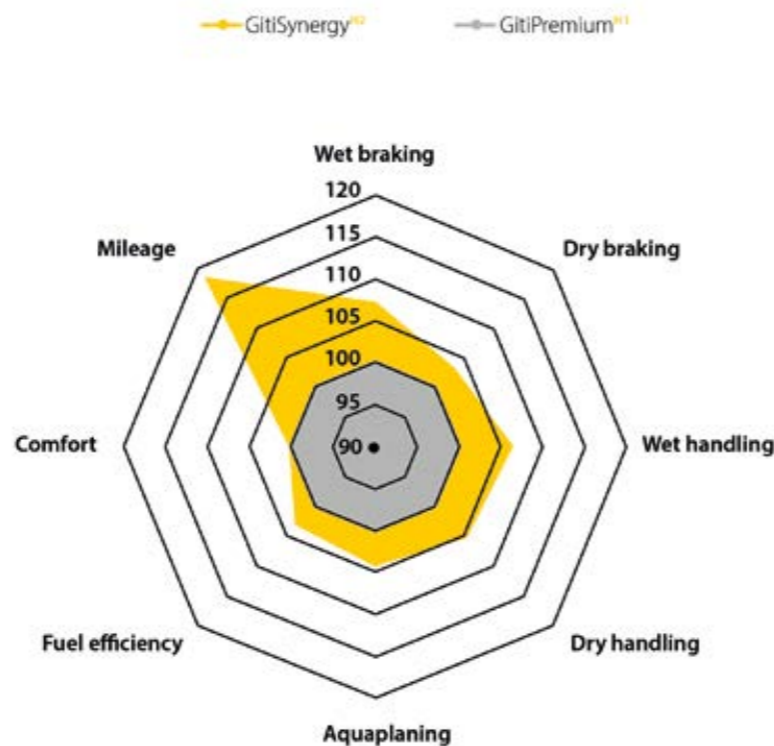 GitiSynergy H2 GitiPremium H1
Wet braking
120
Mileage
Dry braking
115
110
105
100
95
Comfort
90
Wet handling
Fuel efficiency
Dry handling
Aquaplaning